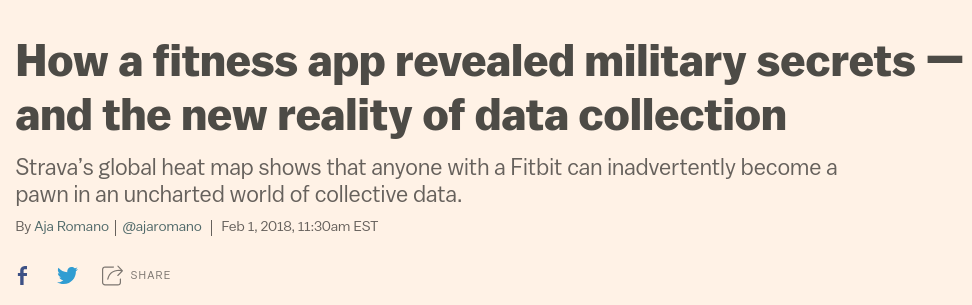 How a fitness app revealed military secrets —
and the new reality of data collection
Strava's global heat map shows that anyone with a Fitbit can inadvertently become a
pawn in an uncharted world of collective data.
By Aja Romano | @ajaromano | Feb 1, 2018, 11:30am EST
SHARE